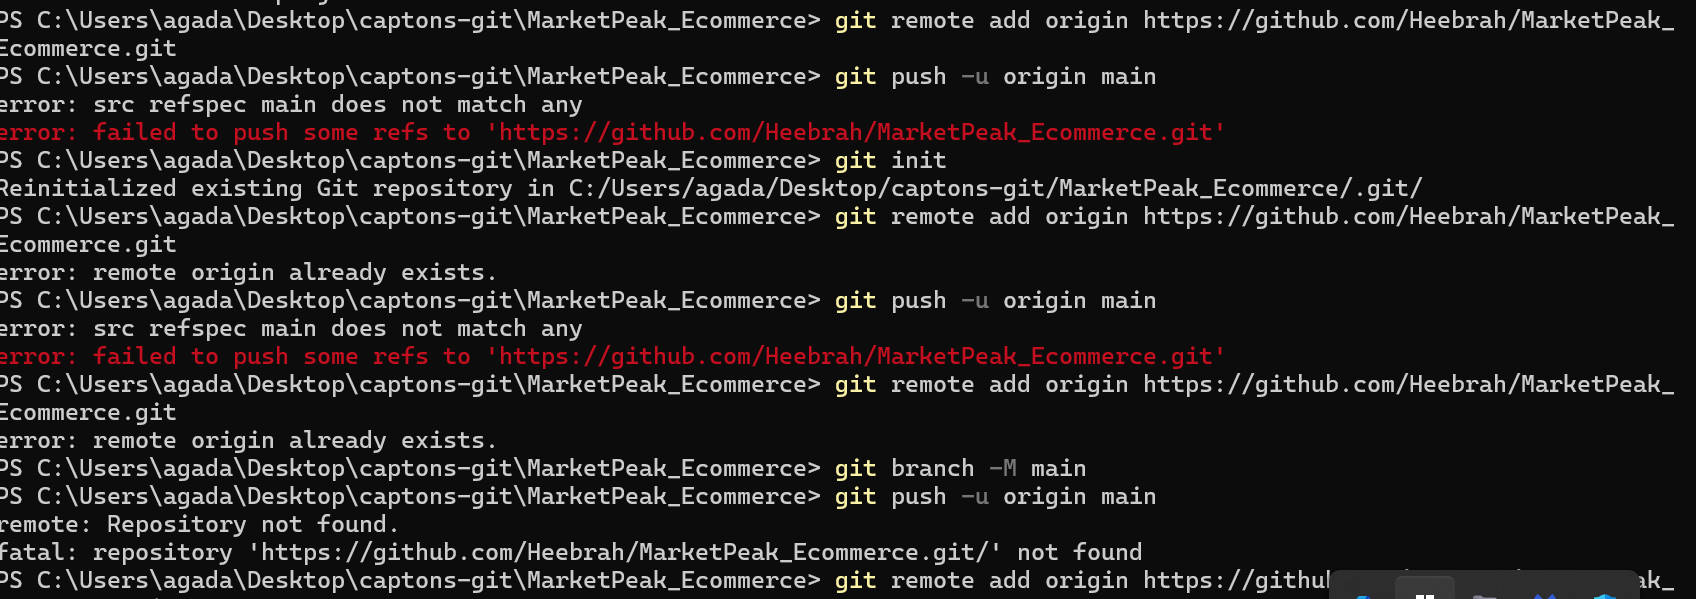 PS C:\Users\agada\Desktop\captons-git\MarketPeak_Ecommerce> git remote add origin https://github.com/Heebrah/MarketPeak_
Ecommerce.git
PS C:\Users\agada\Desktop\captons-git\MarketPeak_Ecommerce> git push -u origin main
error: src refspec main does not match any
error: failed to push some refs to 'https://github.com/Heebrah/MarketPeak_Ecommerce.git'
PS C:\Users\agada\Desktop\captons-git\MarketPeak_Ecommerce> git init
Reinitialized existing Git repository in C:/Users/agada/Desktop/captons-git/MarketPeak_Ecommerce/.git/
PS C:\Users\agada\Desktop\captons-git\MarketPeak_Ecommerce> git remote add origin https://github.com/Heebrah/MarketPeak_
Ecommerce.git
error: remote origin already exists.
PS C:\Users\agada\Desktop\captons-git\MarketPeak_Ecommerce> git push -u origin main
error: src refspec main does not match any
error: failed to push some refs to 'https://github.com/Heebrah/MarketPeak_Ecommerce.git'
PS C:\Users\agada\Desktop\captons-git\MarketPeak_Ecommerce> git remote add origin https://github.com/Heebrah/MarketPeak_
Ecommerce.git
error: remote origin already exists.
PS C:\Users\agada\Desktop\captons-git\MarketPeak_Ecommerce> git branch -M main
PS C:\Users\agada\Desktop\captons-git\MarketPeak_Ecommerce> git push -u origin main
remote: Repository not found.
fatal: repository 'https://github.com/Heebrah/MarketPeak_Ecommerce.git/' not found
PS C:\Users\agada\Desktop\captons-git\MarketPeak_Ecommerce> git remote add origin https://githu